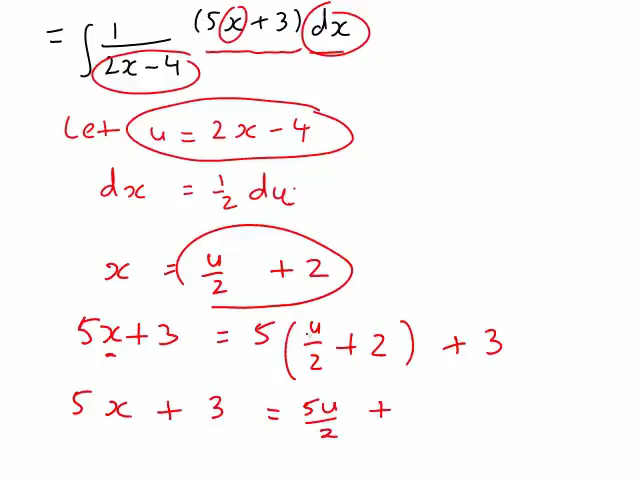 = ∫ 1/(2x − 4) (5x + 3) dx
Let u = 2x − 4
dx = 1/2 du
x = u/2 + 2
5x + 3 = 5(u/2 + 2) + 3
5x + 3 = 5u/2 +